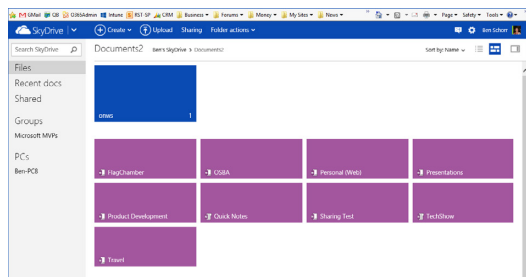 M Gmail CIB O365Admin Intune RST-SP CRM Business Forums Money My Sites News Page Safety Tools
SkyDrive Create Upload Sharing Folder actions Ben Schorr
Search SkyDrive Documents2 Ben's SkyDrive > Documents2 Sort by: Name
Files
Recent docs
Shared
Groups
Microsoft MVPs
PCs
Ben-PC8
onws 1
HagChamber OSBA Personal (Web) Presentations
Product Development Quick Notes Sharing Test TechShow
Travel